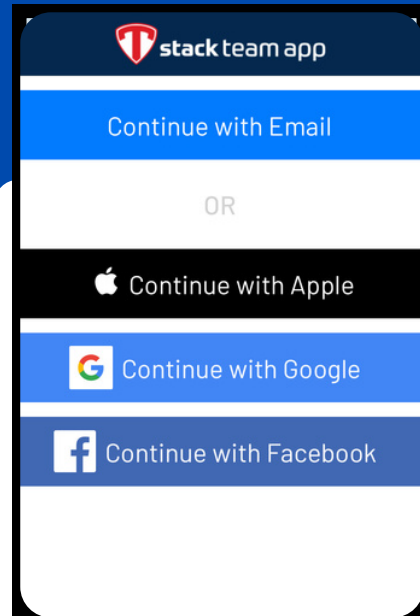 stack team app
Continue with Email
OR
Continue with Apple
Continue with Google
Continue with Facebook